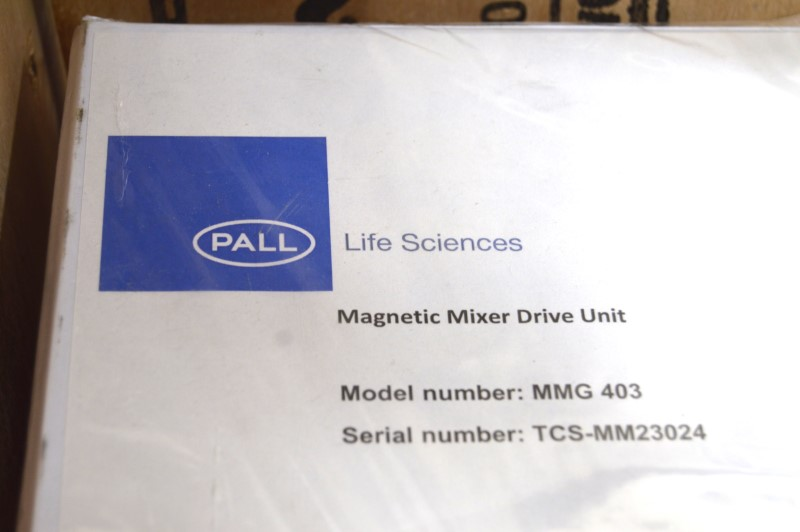 PALL
Life Sciences
Magnetic Mixer Drive Unit
Model number: MMG 403
Serial number: TCS-MM23024